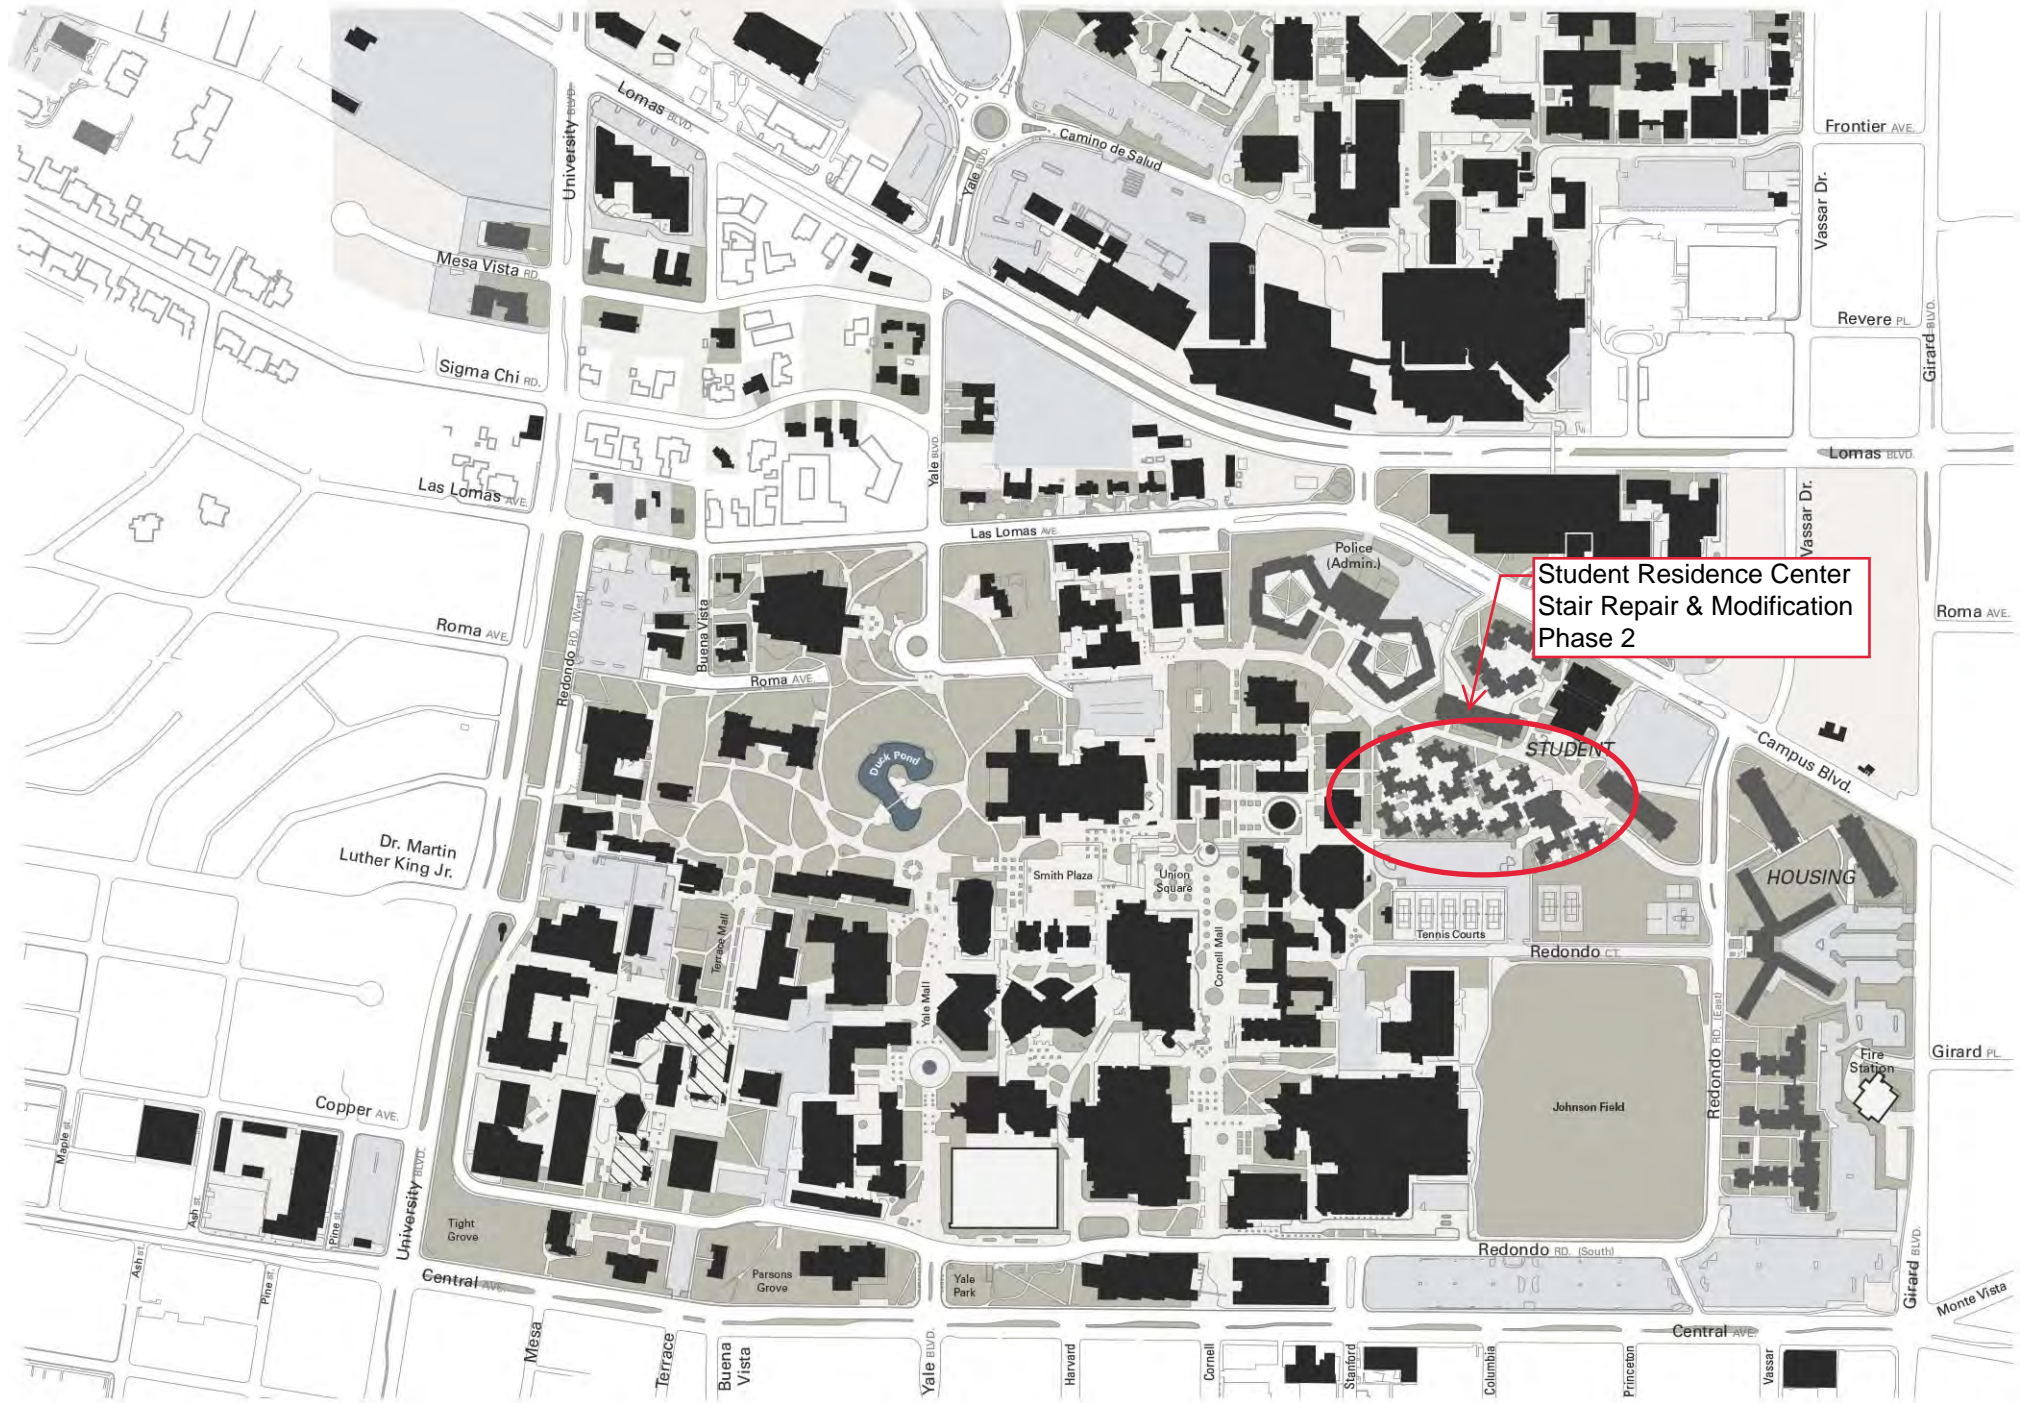 Lomas BLVD.
University BLVD.
Camino de Salud
Yale BLVD.
Frontier AVE.
Vassar Dr.
Mesa Vista RD.
Revere PL.
Girard BLVD.
Sigma Chi RD.
Yale BLVD.
Lomas BLVD.
Las Lomas AVE.
Vassar Dr.
Las Lomas AVE.
Police
(Admin.)
Student Residence Center
Stair Repair & Modification
Phase 2
Roma AVE.
Roma AVE.
Redondo RD. (West)
Buena Vista
Roma AVE.
Duck Pond
STUDENT
Campus Blvd.
Dr. Martin
Luther King Jr.
Smith Plaza
Union
Square
HOUSING
Terrace Mall
Cornell Mall
Tennis Courts
Redondo CT.
Yale Mall
Redondo RD. (East)
Fire
Station
Girard PL.
Copper AVE.
Johnson Field
Maple st.
Ash st.
Pine st.
University BLVD.
Tight
Grove
Redondo RD. (South)
Ash st.
Pine st.
Central AVE.
Parsons
Grove
Yale
Park
Girard BLVD.
Monte Vista
Central AVE.
Mesa
Terrace
Buena
Vista
Yale BLVD.
Harvard
Cornell
Stanford
Columbia
Princeton
Vassar